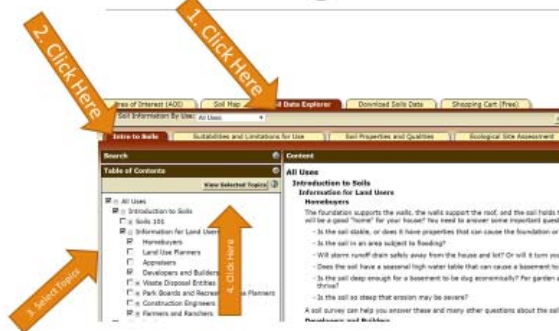 1. Click Here
2. Click Here
Area of Interest (AOI)
Soil Map
Soil Data Explorer
Download Soils Data
Shopping Cart (Free)
Soil Information By Use: All Uses
Intro to Soils
Suitabilities and Limitations for Use
Soil Properties and Qualities
Ecological Site Assessment
Search
Table of Contents
View Selected Topics
All Uses
Introduction to Soils
Soils 101
Information for Land Users
Homebuyers
Land Use Planners
Appraisers
Developers and Builders
Waste Disposal Entities
Park Boards and Recreation Planners
Construction Engineers
Farmers and Ranchers
3. Select Topics
4. Click Here
Content
All Uses
Introduction to Soils
Information for Land Users
Homebuyers
The foundation supports the walls, the walls support the roof, and the soil holds
will be a good "home" for your house? You need to answer some important
- Is the soil stable, or does it have properties that can cause the foundation or
- Is the soil in an area subject to flooding?
- Will storm runoff drain safely away from the house and lot? Or will it turn
- Does the soil have a seasonal high water table that can cause a basement to
- Is the soil deep enough for a basement to be dug economically? For garden
thrive?
- Is the soil so steep that erosion may be severe?
A soil survey can help you answer these and many other questions about the
Developers and Builders